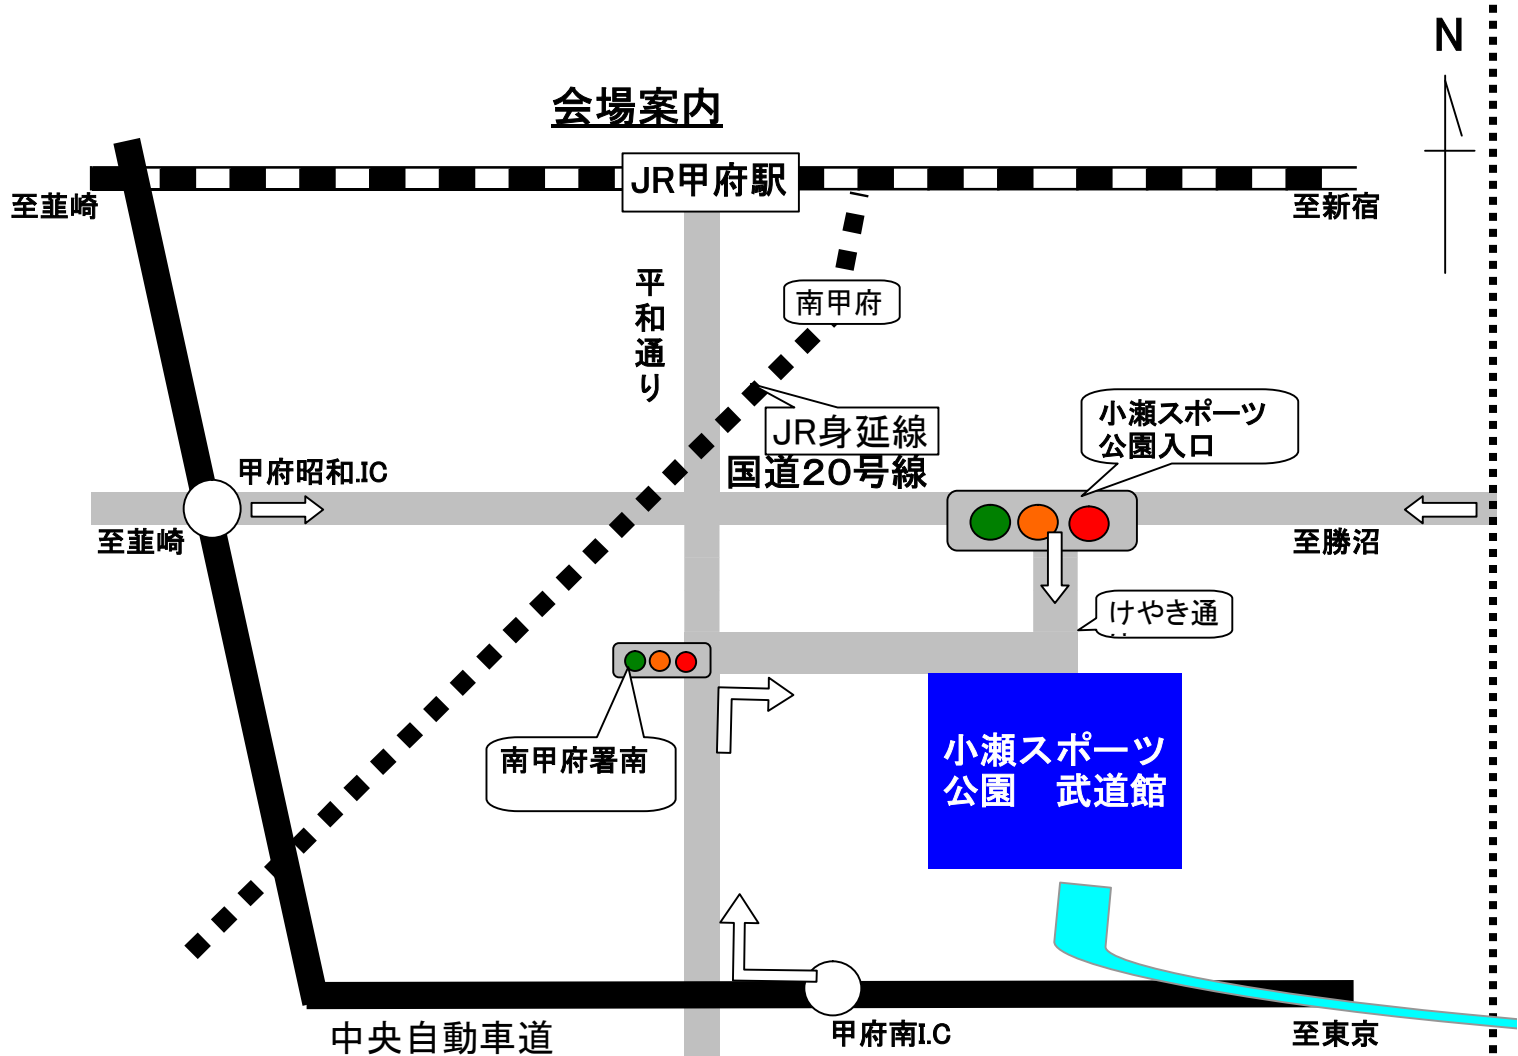 N
会場案内
JR甲府駅
至韮崎
至新宿
平和通り
南甲府
JR身延線
小瀬スポーツ
公園入口
国道20号線
甲府昭和.IC
至韮崎
至勝沼
けやき通
南甲府署南
小瀬スポーツ
公園　武道館
中央自動車道
甲府南I.C
至東京